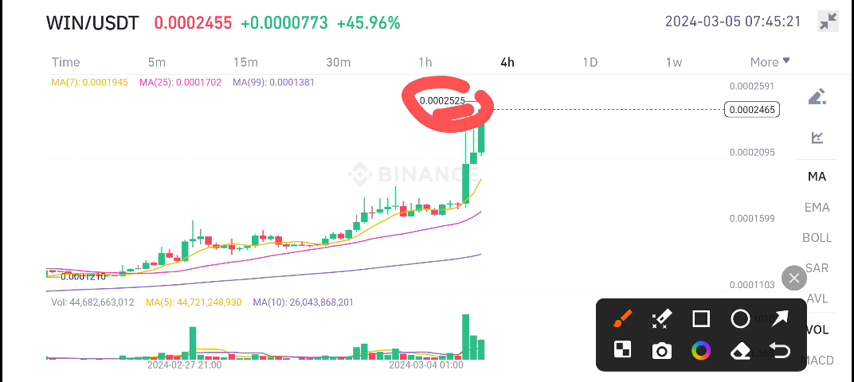 WIN/USDT 0.0002455 +0.0000773 +45.96% 2024-03-05 07:45:21
Time 5m 15m 30m 1h 4h 1D 1w More
MA(7): 0.0001945 MA(25): 0.0001702 MA(99): 0.0001381
0.0002591
0.0002525
0.0002465
0.0002095
BINANCE
MA
EMA
0.0001599
BOLL
SAR
0.0001210
0.0001103
AVL
Vol: 44,682,663,012 MA(5): 44,721,248,930 MA(10): 26,043,868,201
VOL
MACD
2024-02-27 21:00 2024-03-04 01:00